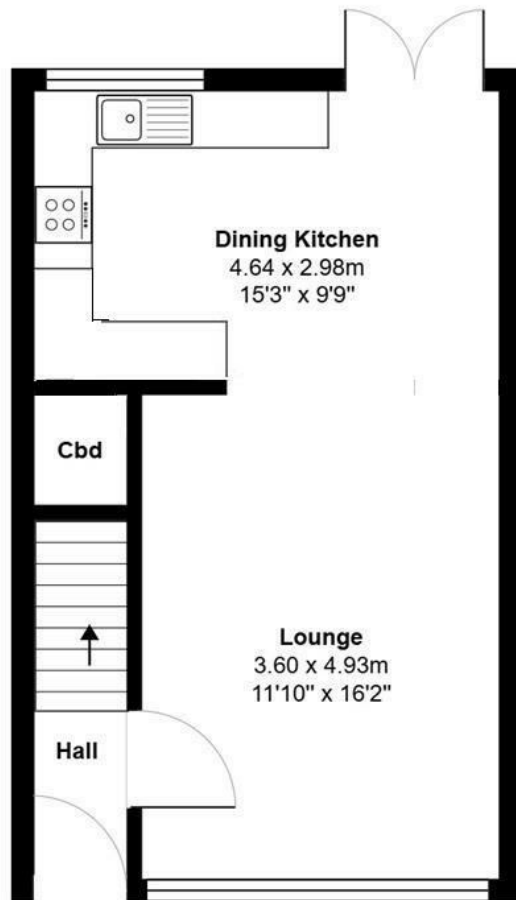 Dining Kitchen
4.64 x 2.98m
15'3" x 9'9"
Cbd
Lounge
3.60 x 4.93m
11'10" x 16'2"
Hall